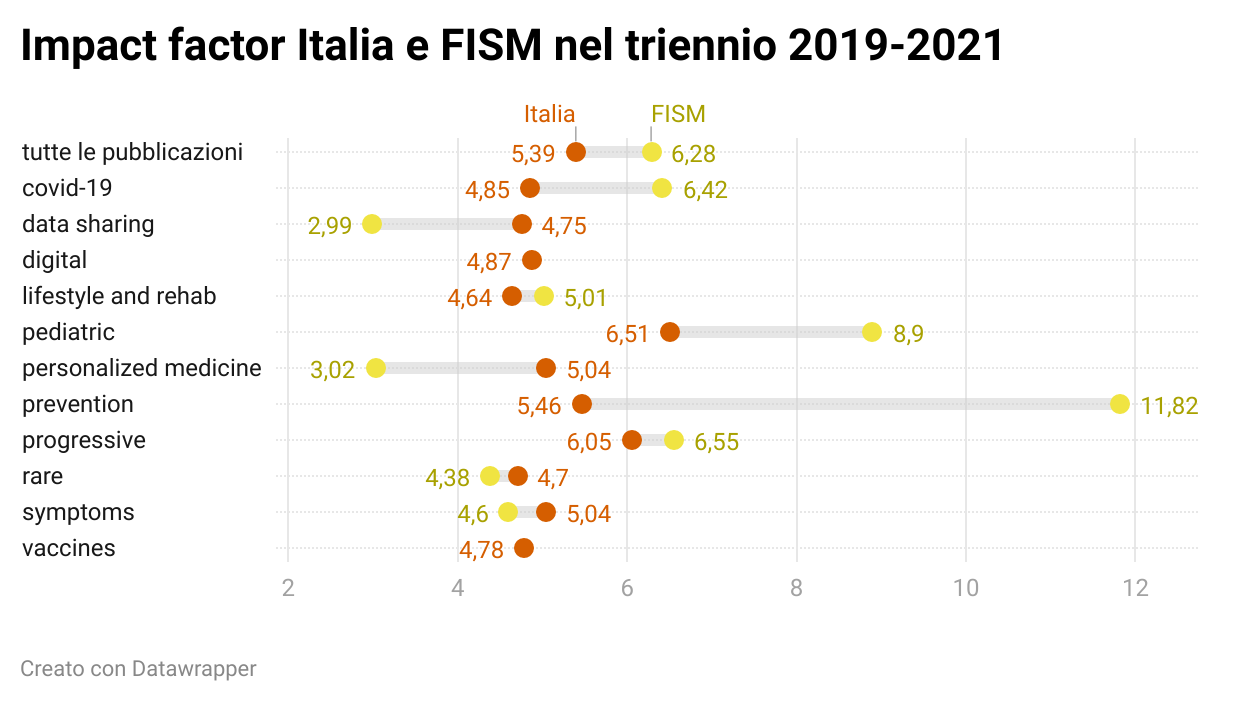 Impact factor Italia e FISM nel triennio 2019-2021
Italia FISM
tutte le pubblicazioni 5,39 6,28
covid-19 4,85 6,42
data sharing 2,99 4,75
digital 4,87
lifestyle and rehab 4,64 5,01
pediatric 6,51 8,9
personalized medicine 3,02 5,04
prevention 5,46 11,82
progressive 6,05 6,55
rare 4,38 4,7
symptoms 4,6 5,04
vaccines 4,78
2 4 6 8 10 12
Creato con Datawrapper